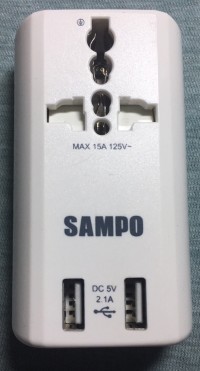 MAX 15A 125V~
SAMPO
DC 5V
2.1A